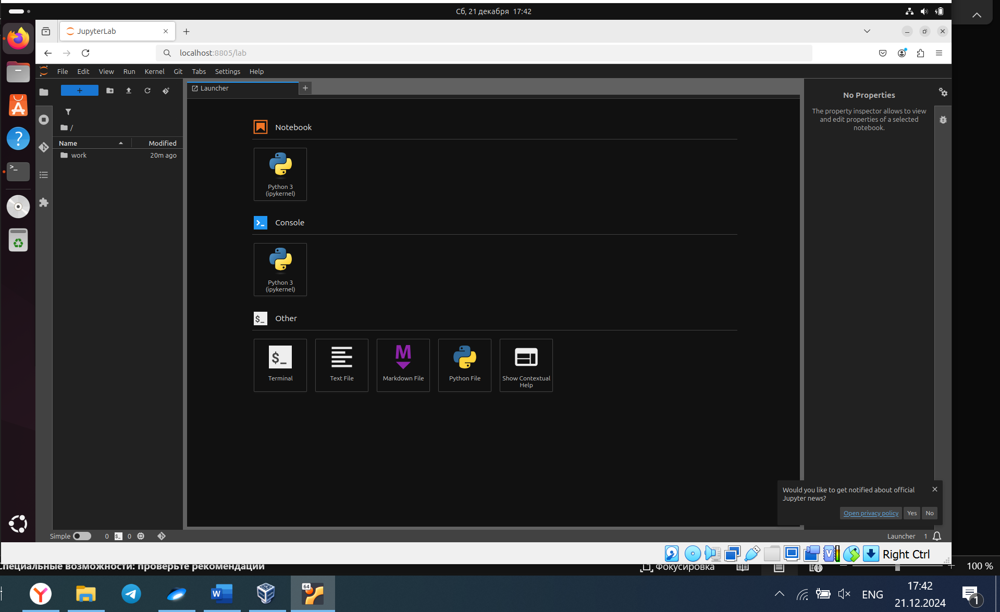 Сб, 21 декабря 17:42
JupyterLab
localhost:8805/lab
File Edit View Run Kernel Git Tabs Settings Help
Launcher
/
Name Modified
work 20m ago
Notebook
Python 3
(ipykernel)
Console
Python 3
(ipykernel)
$_ Other
$_
Terminal
Text File
Markdown File
Python File
Show Contextual
Help
No Properties
The property inspector allows to view
and edit properties of a selected
notebook.
Would you like to get notified about official
Jupyter news?
Open privacy policy Yes No
Simple 0 $_ 0 Launcher 1
Right Ctrl
пециальные возможности: проверьте рекомендации
Фокусировка
100 %
64
ENG
17:42
21.12.2024
1